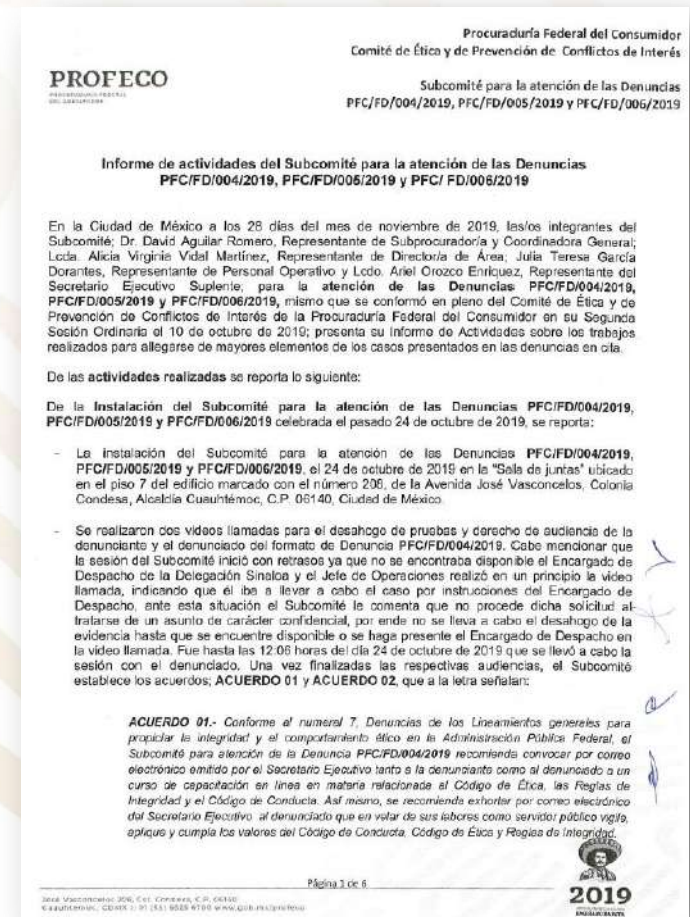 Procuraduría Federal del Consumidor
Comité de Ética y de Prevención de Conflictos de Interés
PROFECO
PROCURADURÍA FEDERAL
DEL CONSUMIDOR
Subcomité para la atención de las Denuncias
PFC/FD/004/2019, PFC/FD/005/2019 y PFC/FD/006/2019
Informe de actividades del Subcomité para la atención de las Denuncias
PFC/FD/004/2019, PFC/FD/005/2019 y PFC/ FD/006/2019
En la Ciudad de México a los 28 días del mes de noviembre de 2019, las/os integrantes del
Subcomité; Dr. David Aguilar Romero, Representante de Subprocurador/a y Coordinadora General;
Lcda. Alicia Virginia Vidal Martínez, Representante de Director/a de Área; Julia Teresa García
Dorantes, Representante de Personal Operativo y Lcdo. Ariel Orozco Enríquez, Representante del
Secretario Ejecutivo Suplente; para la atención de las Denuncias PFC/FD/004/2019,
PFC/FD/005/2019 y PFC/FD/006/2019, mismo que se conformó en pleno del Comité de Ética y de
Prevención de Conflictos de Interés de la Procuraduría Federal del Consumidor en su Segunda
Sesión Ordinaria el 10 de octubre de 2019; presenta su Informe de Actividades sobre los trabajos
realizados para allegarse de mayores elementos de los casos presentados en las denuncias en cita.
De las actividades realizadas se reporta lo siguiente:
De la Instalación del Subcomité para la atención de las Denuncias PFC/FD/004/2019,
PFC/FD/005/2019 y PFC/FD/006/2019 celebrada el pasado 24 de octubre de 2019, se reporta:
- La instalación del Subcomité para la atención de las Denuncias PFC/FD/004/2019,
PFC/FD/005/2019 y PFC/FD/006/2019, el 24 de octubre de 2019 en la "Sala de juntas" ubicado
en el piso 7 del edificio marcado con el número 208, de la Avenida José Vasconcelos, Colonia
Condesa, Alcaldía Cuauhtémoc, C.P. 06140, Ciudad de México.
- Se realizaron dos videos llamadas para el desahogo de pruebas y derecho de audiencia de la
denunciante y el denunciado del formato de Denuncia PFC/FD/004/2019. Cabe mencionar que
la sesión del Subcomité inició con retrasos ya que no se encontraba disponible el Encargado de
Despacho de la Delegación Sinaloa y el Jefe de Operaciones realizó en un principio la video
llamada, indicando que él iba a llevar a cabo el caso por instrucciones del Encargado de
Despacho, ante esta situación el Subcomité le comenta que no procede dicha solicitud al
tratarse de un asunto de carácter confidencial, por ende no se lleva a cabo el desahogo de la
evidencia hasta que se encuentre disponible o se haga presente el Encargado de Despacho en
la video llamada. Fue hasta las 12:06 horas del día 24 de octubre de 2019 que se llevó a cabo la
sesión con el denunciado. Una vez finalizadas las respectivas audiencias, el Subcomité
establece los acuerdos; ACUERDO 01 y ACUERDO 02, que a la letra señalan:
ACUERDO 01.- Conforme al numeral 7, Denuncias de los Lineamientos generales para
propiciar la integridad y el comportamiento ético en la Administración Pública Federal, el
Subcomité para atención de la Denuncia PFC/FD/004/2019 recomienda convocar por correo
electrónico emitido por el Secretario Ejecutivo tanto a la denunciante como al denunciado a un
curso de capacitación en línea en materia relacionada al Código de Ética, las Reglas de
Integridad y el Código de Conducta. Así mismo, se recomienda exhortar por correo electrónico
del Secretario Ejecutivo al denunciado que en velar de sus labores como servidor público vigile,
aplique y cumpla los valores del Código de Conducta, Código de Ética y Reglas de Integridad.
Página 1 de 6
José Vasconcelos 208, Col. Condesa, C.P. 06140
Cuauhtémoc, CDMX
www.gob.mx/profeco
2019
EMILIANO ZAPATA